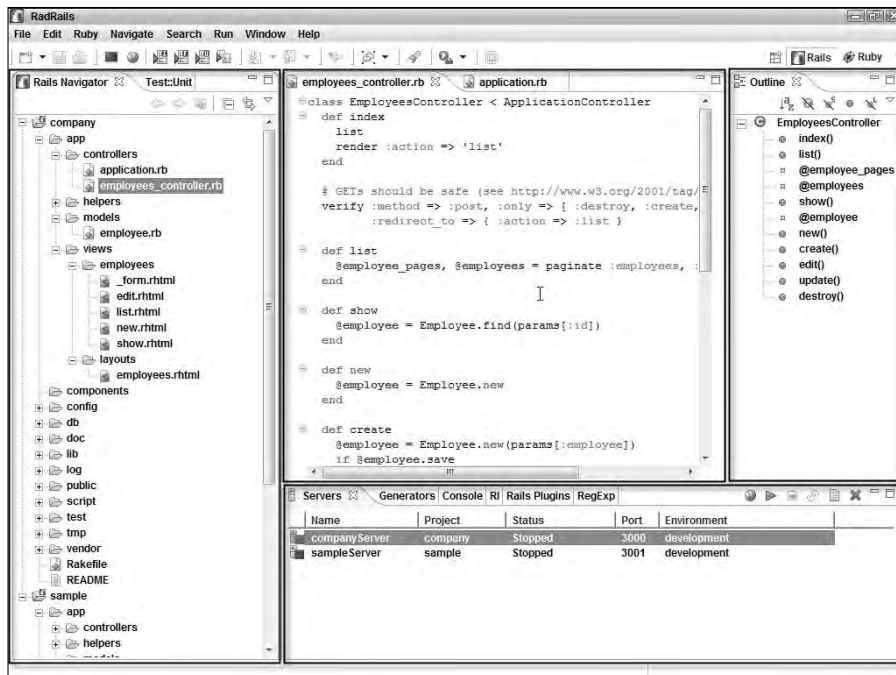 RadRails
File Edit Ruby Navigate Search Run Window Help
Rails Ruby
Rails Navigator Test::Unit
company
app
controllers
application.rb
employees_controller.rb
helpers
models
employee.rb
views
employees
_form.rhtml
edit.rhtml
list.rhtml
new.rhtml
show.rhtml
layouts
employees.rhtml
components
config
db
doc
lib
log
public
script
test
tmp
vendor
Rakefile
README
sample
app
controllers
helpers
employees_controller.rb application.rb
class EmployeesController < ApplicationController
def index
list
render :action => 'list'
end
# GETs should be safe (see http://www.w3.org/2001/tag/
verify :method => :post, :only => [ :destroy, :create,
:redirect_to => { :action => :list }
def list
@employee_pages, @employees = paginate :employees, :
end
def show
@employee = Employee.find(params[:id])
end
def new
@employee = Employee.new
end
def create
@employee = Employee.new(params[:employee])
if @employee.save
Outline
EmployeesController
index()
list()
@employee_pages
@employees
show()
@employee
new()
create()
edit()
update()
destroy()
Servers Generators Console RI Rails Plugins RegExp
Name Project Status Port Environment
companyServer company Stopped 3000 development
sampleServer sample Stopped 3001 development